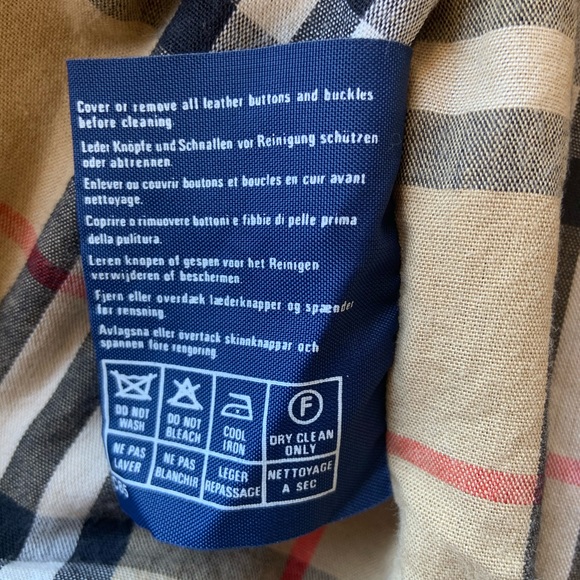 Cover or remove all leather buttons and buckles
before cleaning.
Leder Knöpfe und Schnallen vor Reinigung schützen
oder abtrennen.
Enlever ou couvrir boutons et boucles en cuir avant
nettoyage.
Coprire o rimuovere bottoni e fibbie di pelle prima
della pulitura.
Leren knopen of gespen voor het Reinigen
verwijderen of beschermen.
Fjern eller overdæk læderknapper og spænder
før rensning.
Avlagsna eller övertack skinnknappar och
spannen före rengöring
DO NOT
WASH
DO NOT
BLEACH
COOL
IRON
F
DRY CLEAN
ONLY
NE PAS
LAVER
NE PAS
BLANCHIR
LEGER
REPASSAGE
NETTOYAGE
A SEC